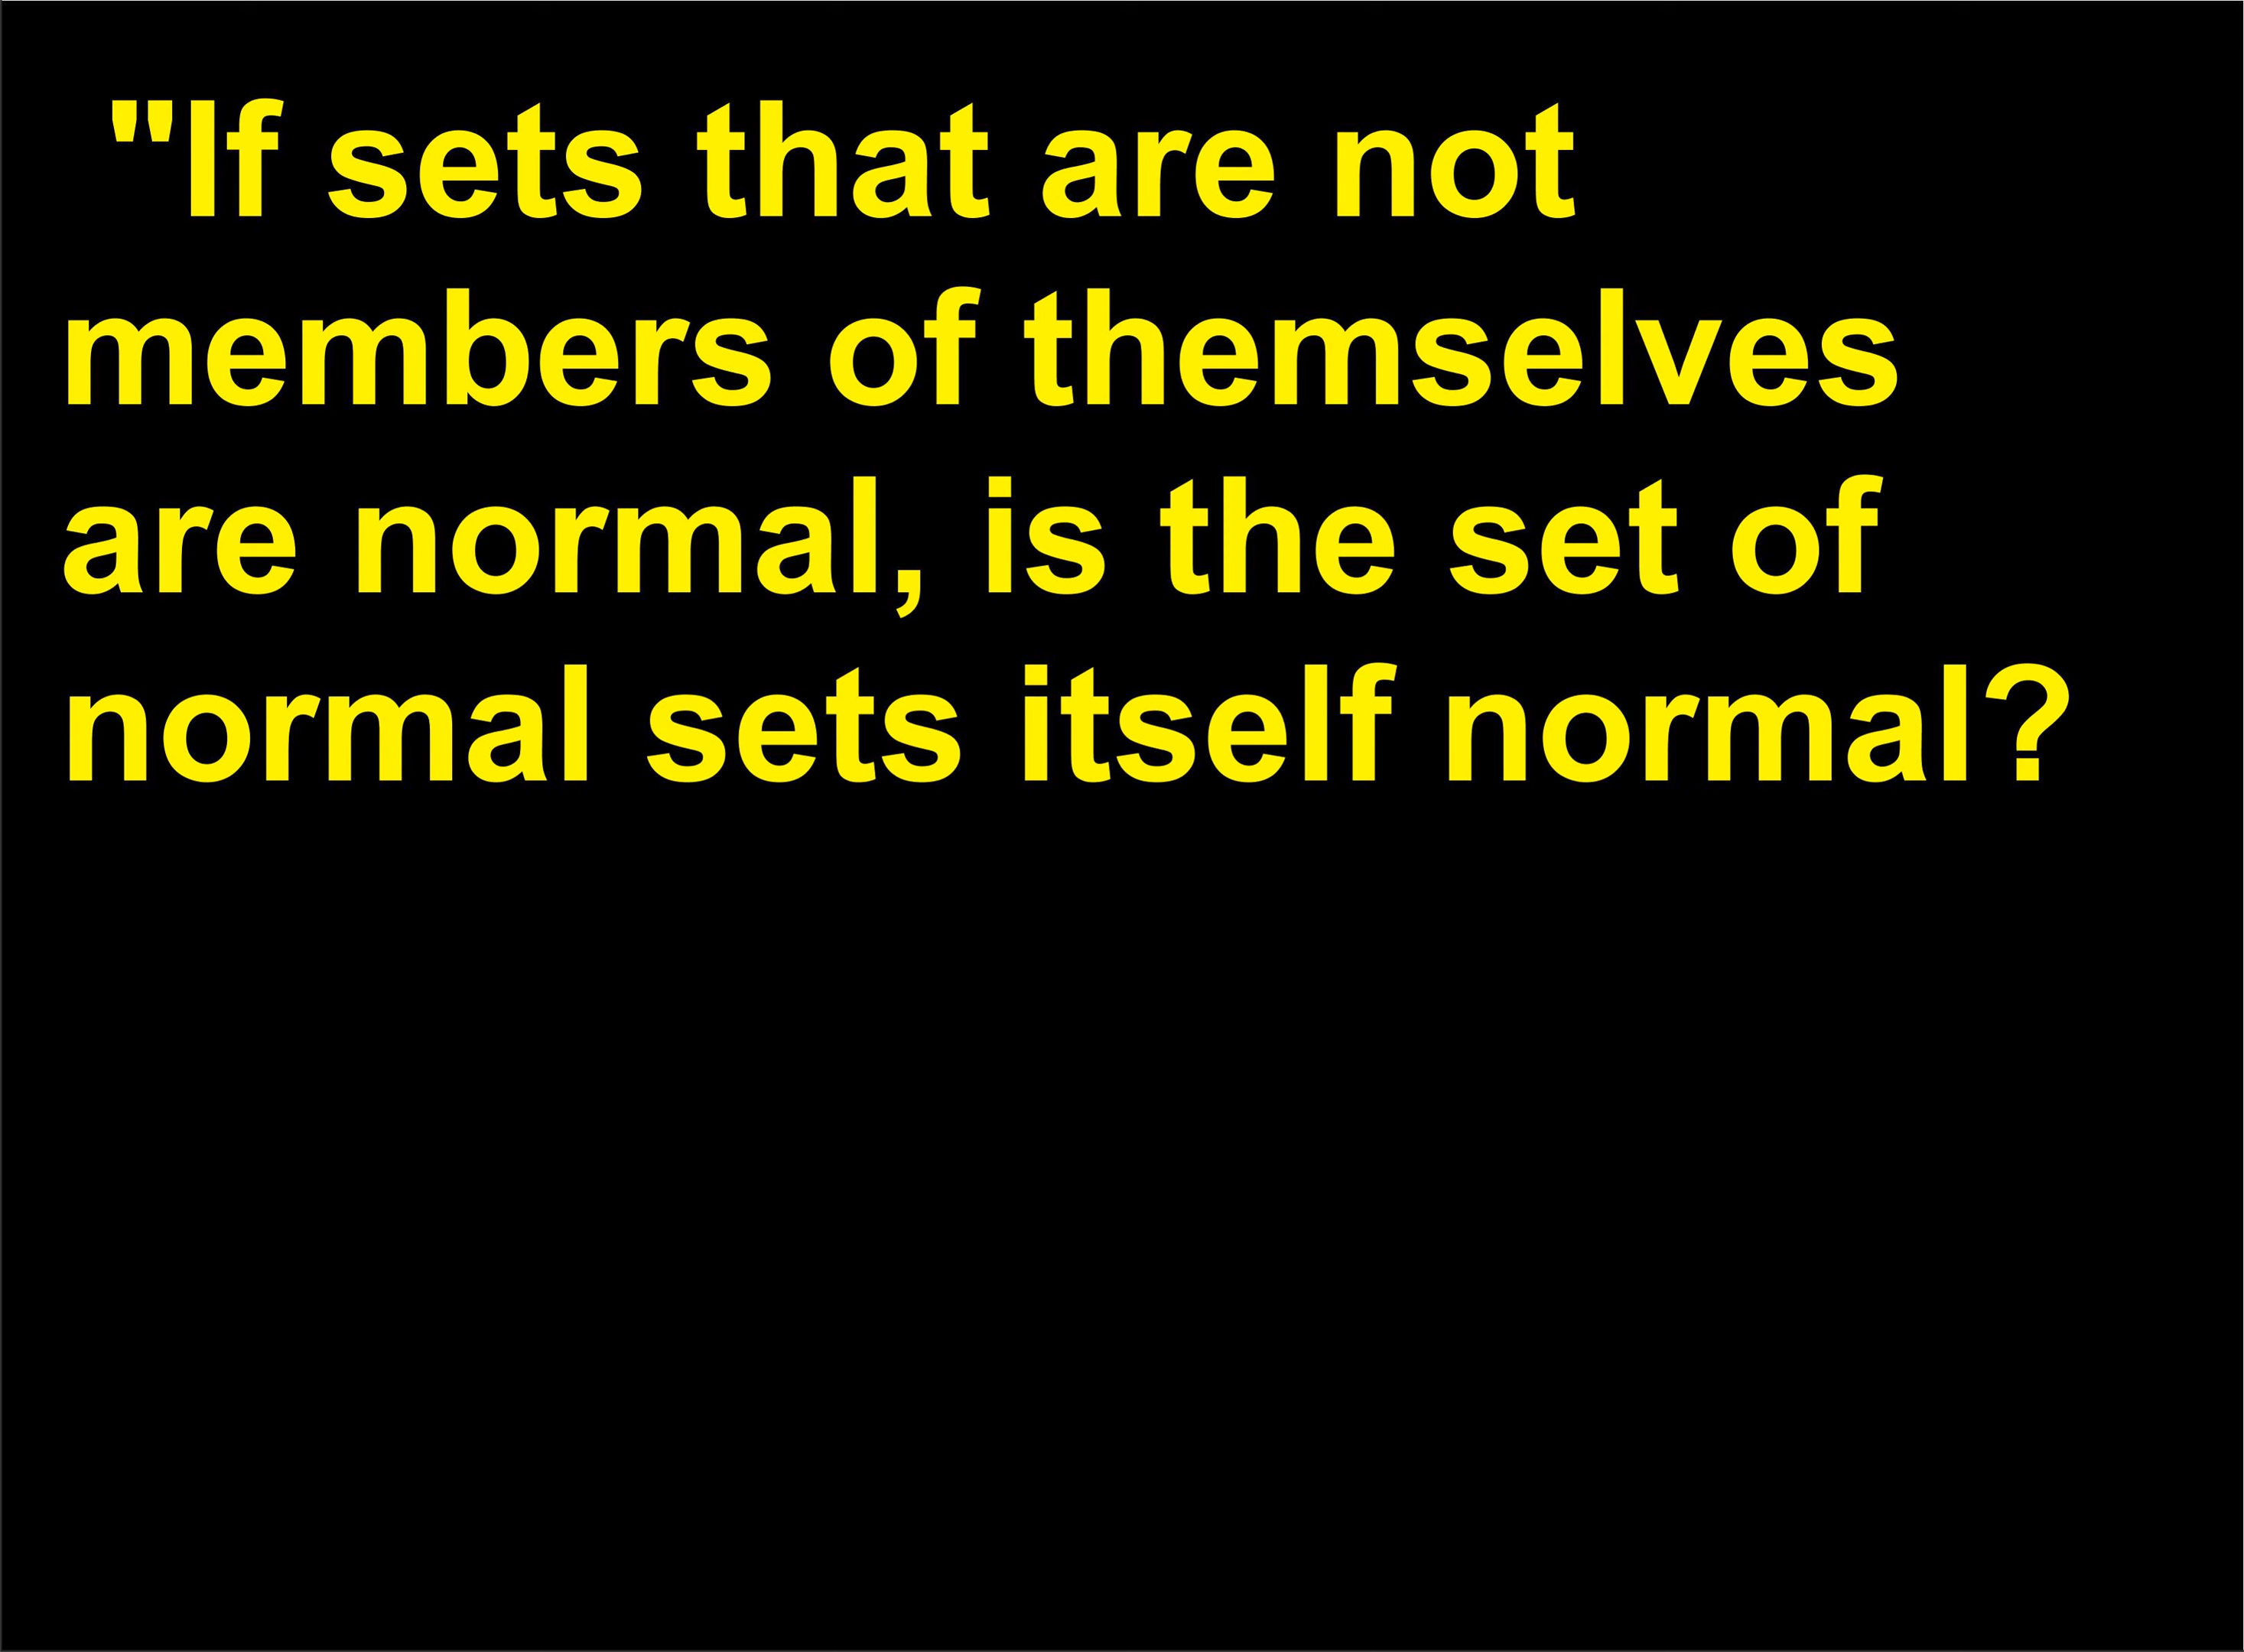 "If sets that are not
members of themselves
are normal, is the set of
normal sets itself normal?